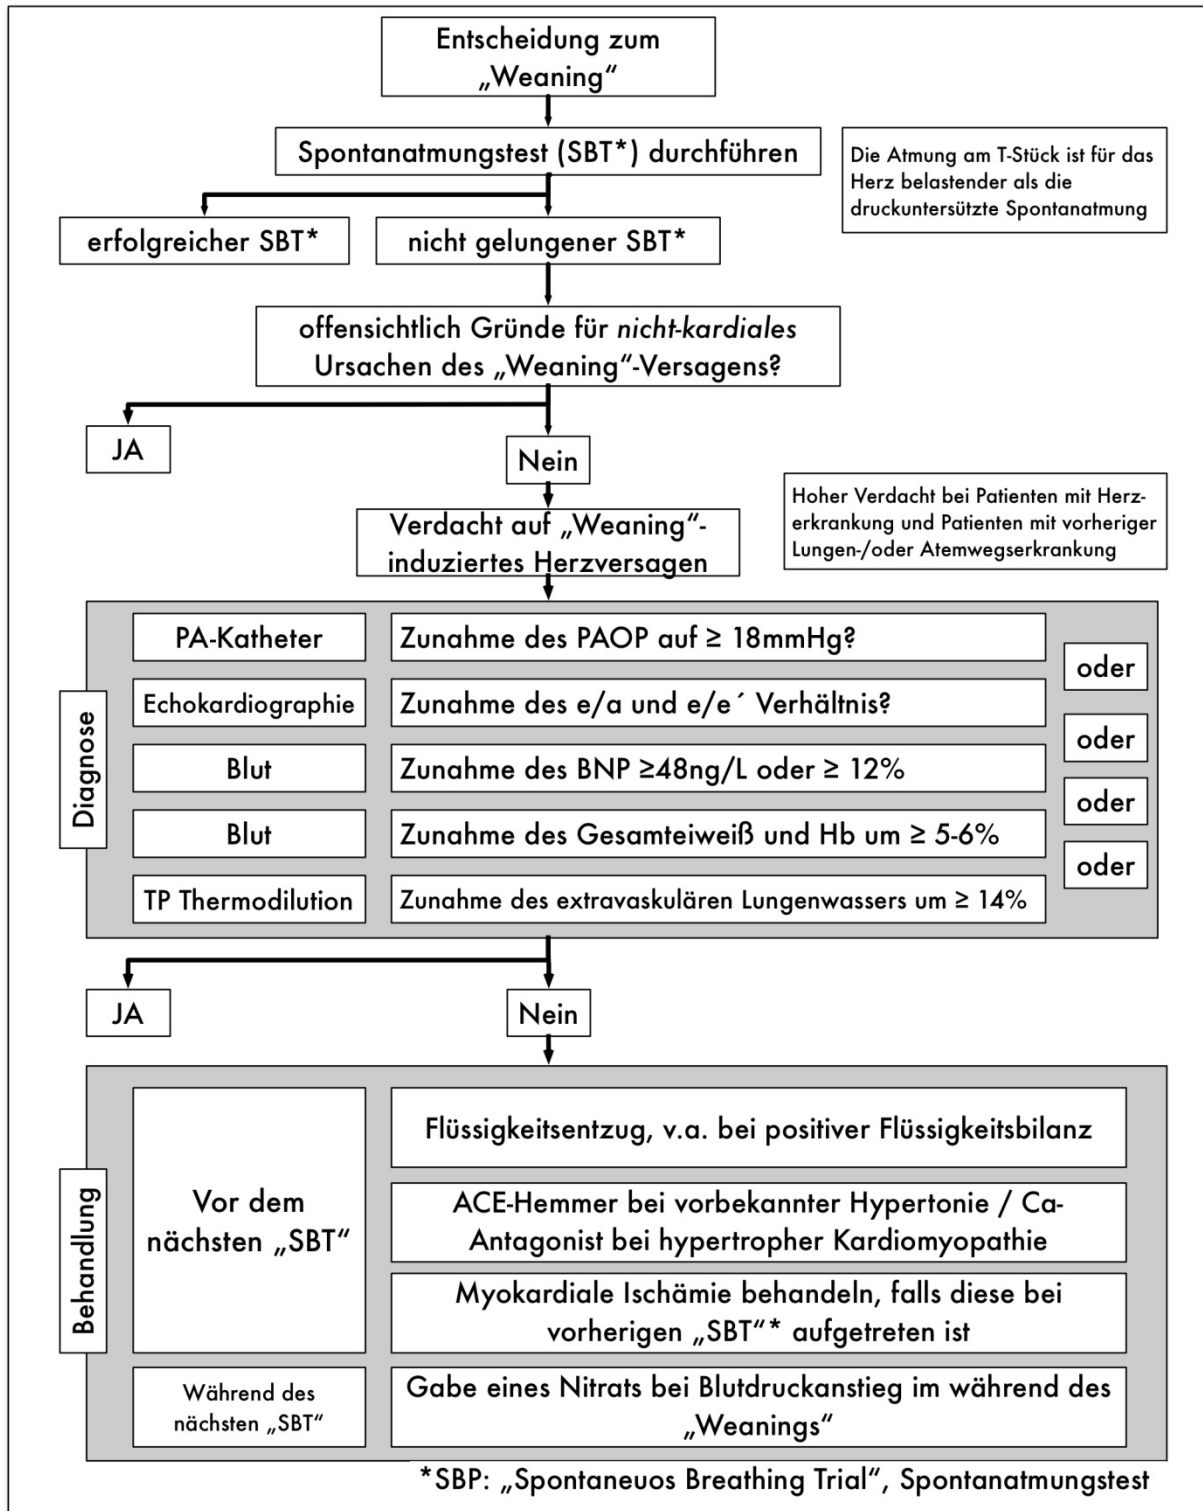 Entscheidung zum
„Weaning“
Spontanatmungstest (SBT*) durchführen
Die Atmung am T-Stück ist für das
Herz belastender als die
druckuntersützte Spontanatmung
erfolgreicher SBT*
nicht gelungener SBT*
offensichtlich Gründe für nicht-kardiales
Ursachen des „Weaning“-Versagens?
JA
Nein
Hoher Verdacht bei Patienten mit Herz-
erkrankung und Patienten mit vorheriger
Lungen-/oder Atemwegserkrankung
Verdacht auf „Weaning“-
induziertes Herzversagen
Diagnose
PA-Katheter
Zunahme des PAOP auf ≥ 18mmHg?
oder
Echokardiographie
Zunahme des e/a und e/e´ Verhältnis?
oder
Blut
Zunahme des BNP ≥48ng/L oder ≥ 12%
oder
Blut
Zunahme des Gesamteiweiß und Hb um ≥ 5-6%
oder
TP Thermodilution
Zunahme des extravaskulären Lungenwassers um ≥ 14%
JA
Nein
Behandlung
Vor dem
nächsten „SBT“
Flüssigkeitsentzug, v.a. bei positiver Flüssigkeitsbilanz
ACE-Hemmer bei vorbekannter Hypertonie / Ca-
Antagonist bei hypertropher Kardiomyopathie
Myokardiale Ischämie behandeln, falls diese bei
vorherigen „SBT“* aufgetreten ist
Während des
nächsten „SBT“
Gabe eines Nitrats bei Blutdruckanstieg im während des
„Weanings“
*SBP: „Spontaneuos Breathing Trial“, Spontanatmungstest